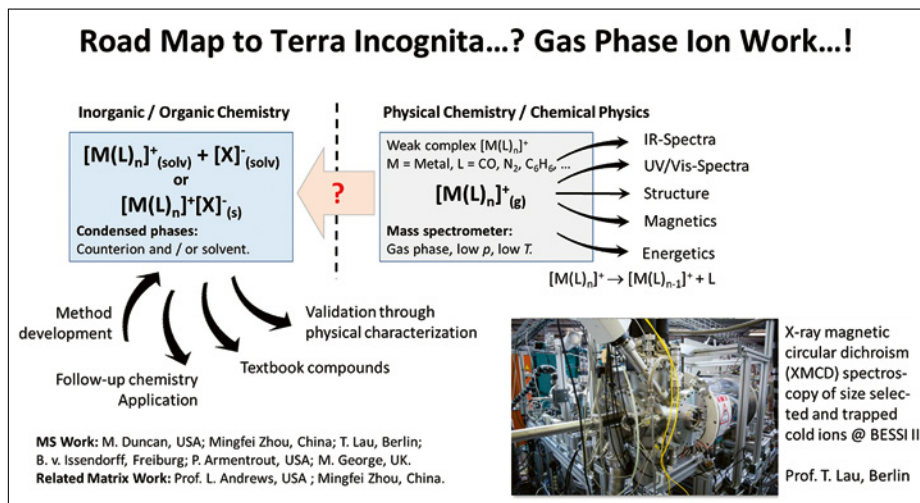 Road Map to Terra Incognita…? Gas Phase Ion Work…!
Inorganic / Organic Chemistry
[M(L)ₙ]⁺(solv) + [X]⁻(solv)
or
[M(L)ₙ]⁺[X]⁻(s)
Condensed phases:
Counterion and / or solvent.
?
Physical Chemistry / Chemical Physics
Weak complex [M(L)ₙ]⁺
M = Metal, L = CO, N₂, C₆H₆, …
[M(L)ₙ]⁺(g)
Mass spectrometer:
Gas phase, low p, low T.
IR-Spectra
UV/Vis-Spectra
Structure
Magnetics
Energetics
[M(L)ₙ]⁺ → [M(L)ₙ₋₁]⁺ + L
Method
development
Follow-up chemistry
Application
Textbook compounds
Validation through
physical characterization
MS Work: M. Duncan, USA; Mingfei Zhou, China; T. Lau, Berlin;
B. v. Issendorff, Freiburg; P. Armentrout, USA; M. George, UK.
Related Matrix Work: Prof. L. Andrews, USA ; Mingfei Zhou, China.
X-ray magnetic
circular dichroism
(XMCD) spectros-
copy of size selec-
ted and trapped
cold ions @ BESSI II
Prof. T. Lau, Berlin